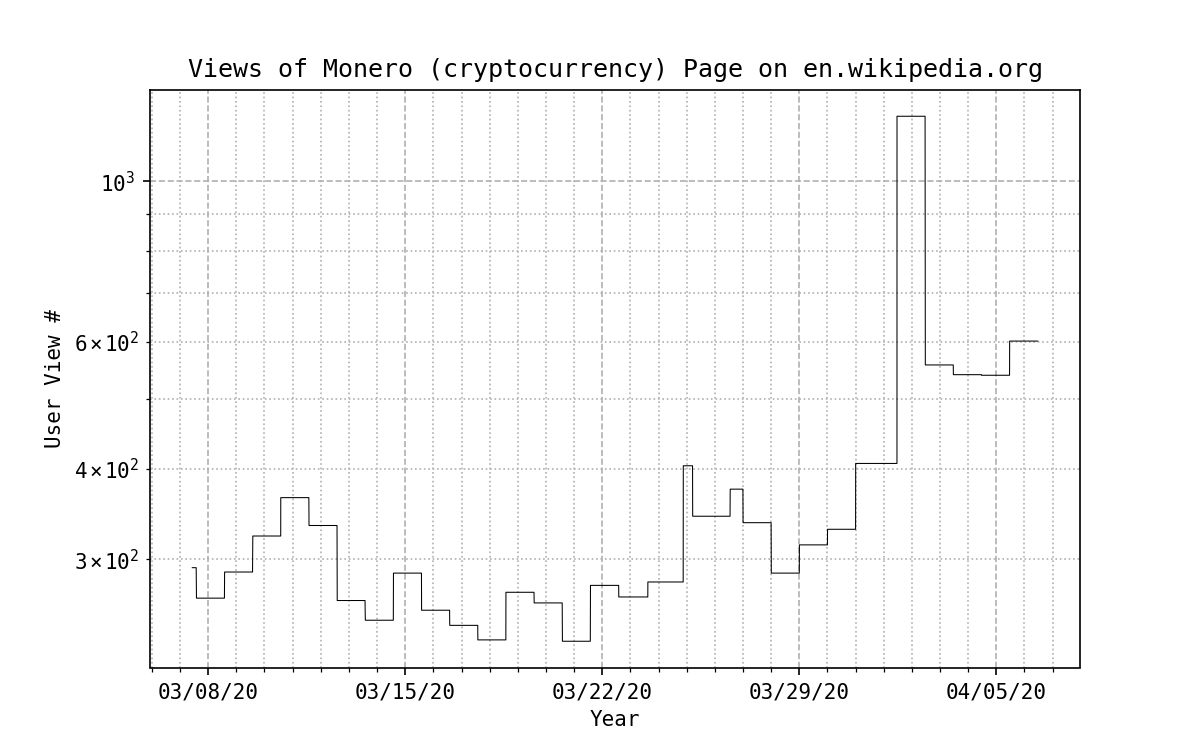 Views of Monero (cryptocurrency) Page on en.wikipedia.org
10³
6×10²
4×10²
3×10²
User View #
03/08/20 03/15/20 03/22/20 03/29/20 04/05/20
Year